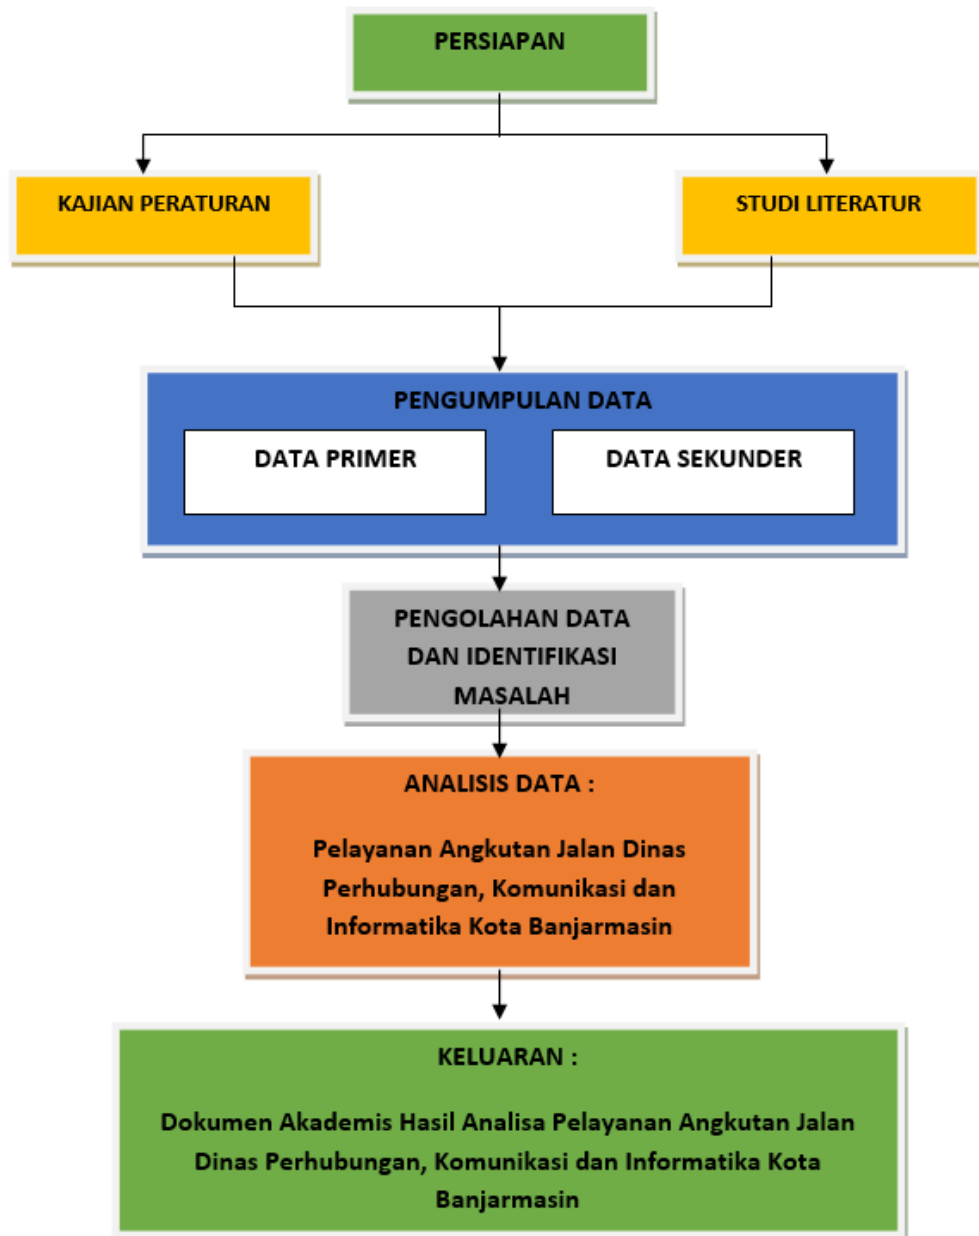 PERSIAPAN
KAJIAN PERATURAN
STUDI LITERATUR
PENGUMPULAN DATA
DATA PRIMER
DATA SEKUNDER
PENGOLAHAN DATA
DAN IDENTIFIKASI
MASALAH
ANALISIS DATA :
Pelayanan Angkutan Jalan Dinas
Perhubungan, Komunikasi dan
Informatika Kota Banjarmasin
KELUARAN :
Dokumen Akademis Hasil Analisa Pelayanan Angkutan Jalan
Dinas Perhubungan, Komunikasi dan Informatika Kota
Banjarmasin